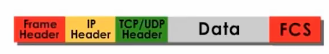 Frame Header
IP Header
TCP/UDP Header
Data
FCS